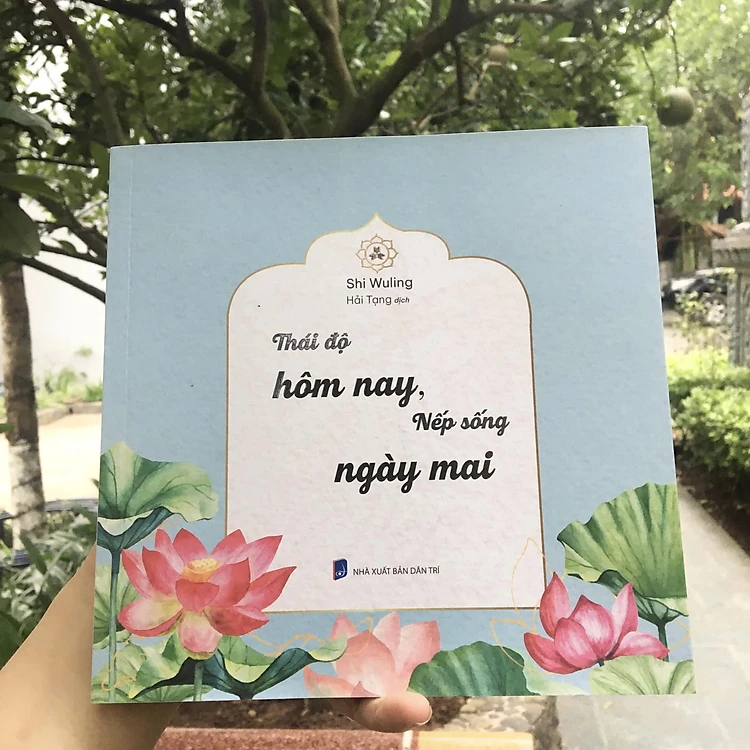 Shi Wuling
Hải Tạng dịch
Thái độ
hôm nay,
Nếp sống
ngày mai
NHÀ XUẤT BẢN DÂN TRÍ